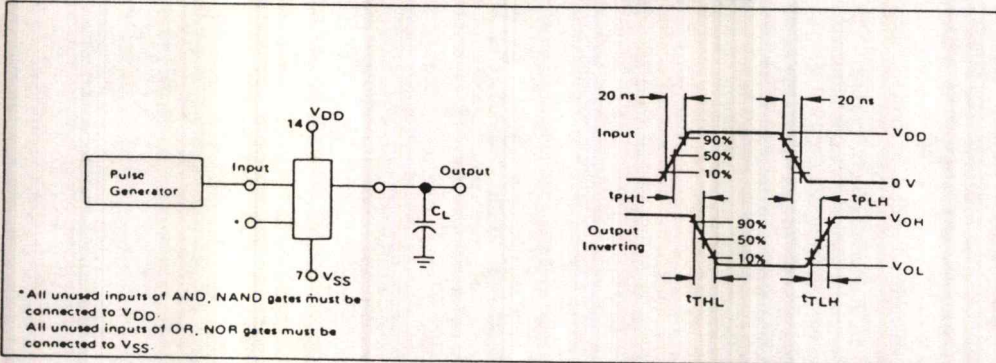 VDD
14
Pulse
Generator
Input
Output
*
CL
7
VSS
*All unused inputs of AND, NAND gates must be
connected to VDD.
All unused inputs of OR, NOR gates must be
connected to VSS.
20 ns
20 ns
Input
VDD
90%
50%
10%
0 V
tPHL
tPLH
Output
Inverting
90%
50%
10%
VOH
VOL
tTHL
tTLH